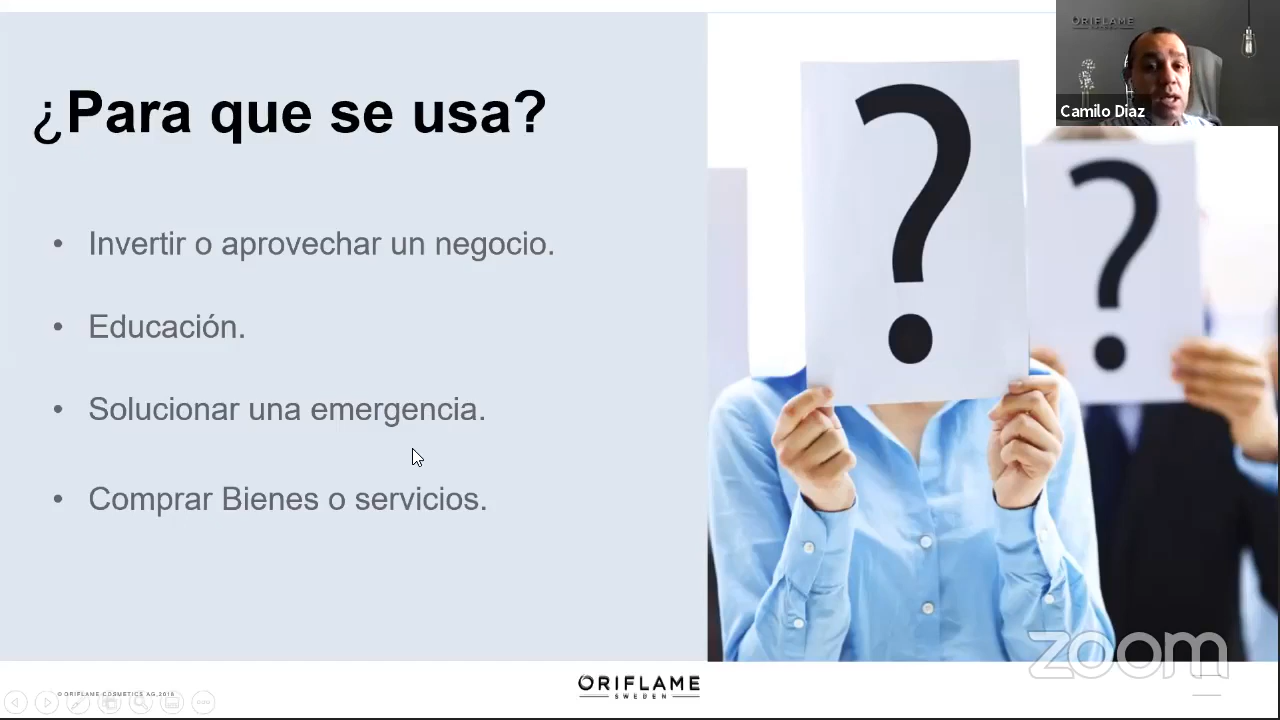 ¿Para que se usa?
• Invertir o aprovechar un negocio.
• Educación.
• Solucionar una emergencia.
• Comprar Bienes o servicios.
?
?
ORIFLAME
SWEDEN
Camilo Diaz
zoom
© ORIFLAME COSMETICS AG 2016
ORIFLAME
SWEDEN